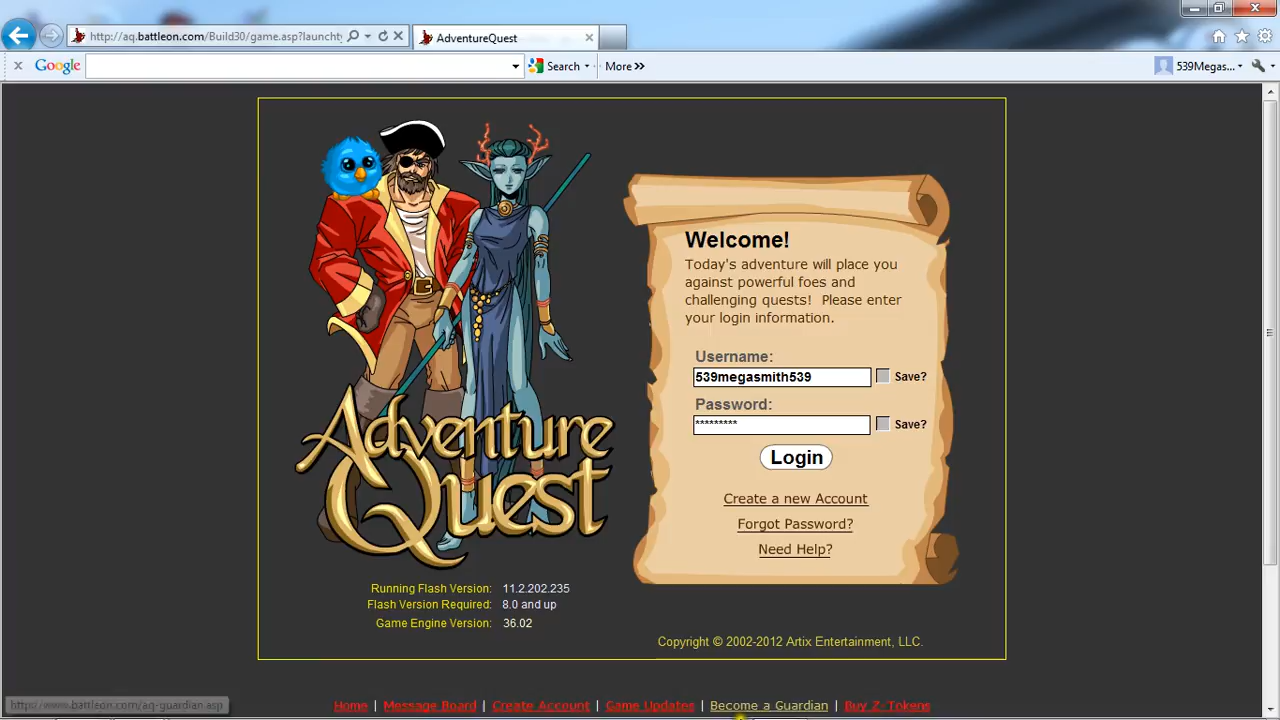 http://aq.battleon.com/Build30/game.asp?launchty
AdventureQuest
Google
Search
More »
539Megas...
Welcome!
Today's adventure will place you
against powerful foes and
challenging quests! Please enter
your login information.
Username:
539megasmith539
Save?
Password:
*********
Save?
Login
Create a new Account
Forgot Password?
Need Help?
Adventure
Quest
Running Flash Version: 11.2.202.235
Flash Version Required: 8.0 and up
Game Engine Version: 36.02
Copyright © 2002-2012 Artix Entertainment, LLC.
https://www.battleon.com/aq-guardian.asp
Home | Message Board | Create Account | Game Updates | Become a Guardian | Buy Z-Tokens